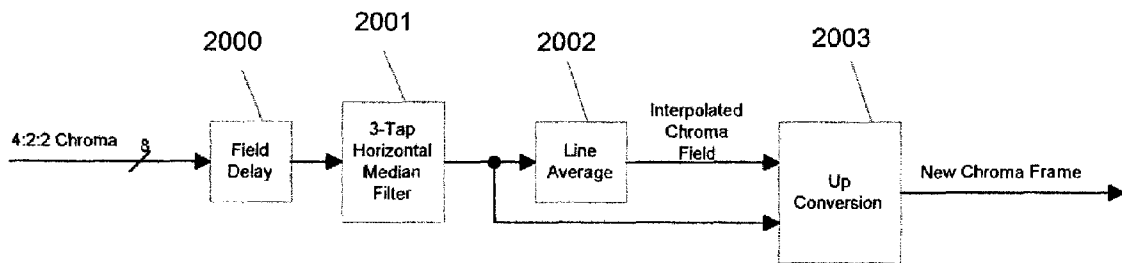 2000
2001
2002
2003
4:2:2 Chroma
8
Field
Delay
3-Tap
Horizontal
Median
Filter
Line
Average
Interpolated
Chroma
Field
Up
Conversion
New Chroma Frame